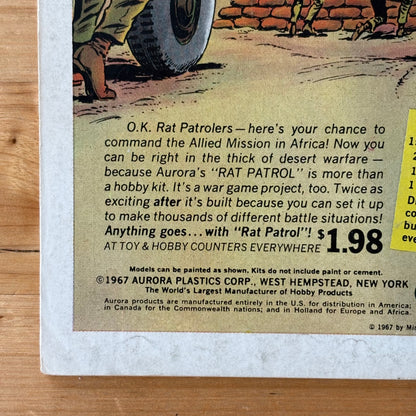 O.K. Rat Patrolers—here's your chance to
command the Allied Mission in Africa! Now you
can be right in the thick of desert warfare—
because Aurora's "RAT PATROL" is more than
a hobby kit. It's a war game project, too. Twice as
exciting after it's built because you can set it up
to make thousands of different battle situations!
Anything goes...with "Rat Patrol"! $1.98
AT TOY & HOBBY COUNTERS EVERYWHERE
Models can be painted as shown. Kits do not include paint or cement.
©1967 AURORA PLASTICS CORP., WEST HEMPSTEAD, NEW YORK
The World's Largest Manufacturer of Hobby Products
Aurora products are manufactured entirely in the U.S. for distribution in America;
in Canada for the Commonwealth nations; and in Holland for Europe and Africa.
© 1967 by